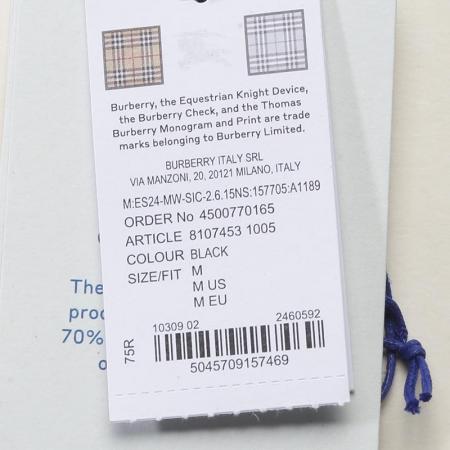 Burberry, the Equestrian Knight Device,
the Burberry Check, and the Thomas
Burberry Monogram and Print are trade
marks belonging to Burberry Limited.
BURBERRY ITALY SRL
VIA MANZONI, 20, 20121 MILANO, ITALY
M:ES24-MW-SIC-2.6.15NS:157705:A1189
ORDER No 4500770165
ARTICLE 8107453 1005
COLOUR BLACK
SIZE/FIT M
M US
M EU
10309 02 2460592
75R
5045709157469
The
70%